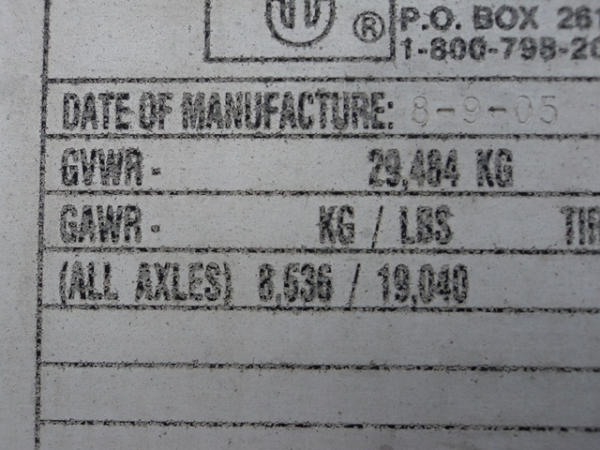 ®
P.O. BOX 261
1-800-798-20
DATE OF MANUFACTURE: 8-9-05
GVWR - 29,484 KG
GAWR - KG / LBS TIR
(ALL AXLES) 8,636 / 19,040